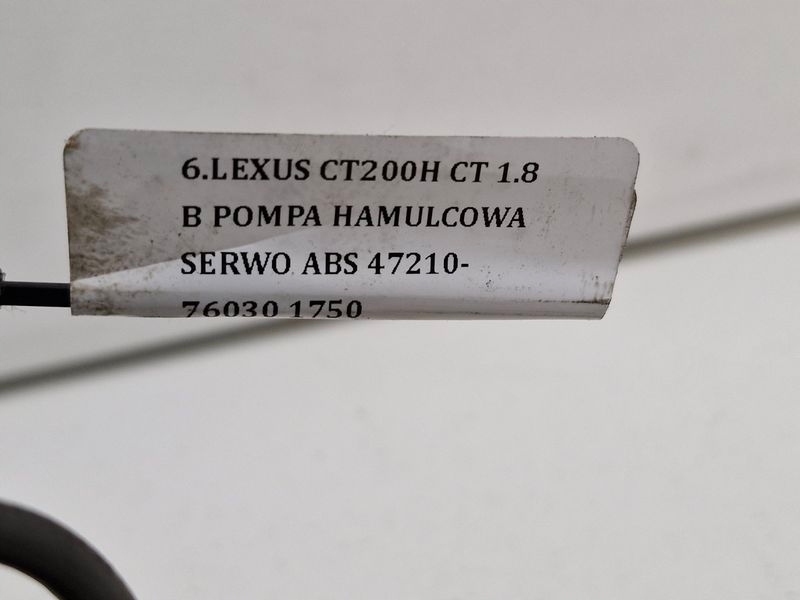 6.LEXUS CT200H CT 1.8
B POMPA HAMULCOWA
SERWO ABS 47210-
76030 1750